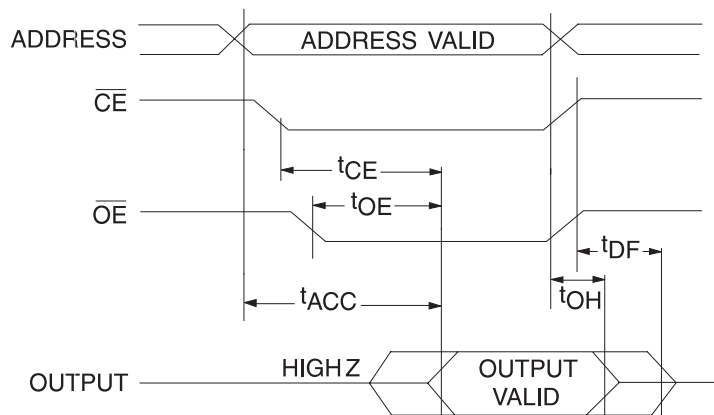 ADDRESS
ADDRESS VALID
CE
tCE
tOE
OE
tDF
tACC
tOH
HIGH Z
OUTPUT
OUTPUT
VALID